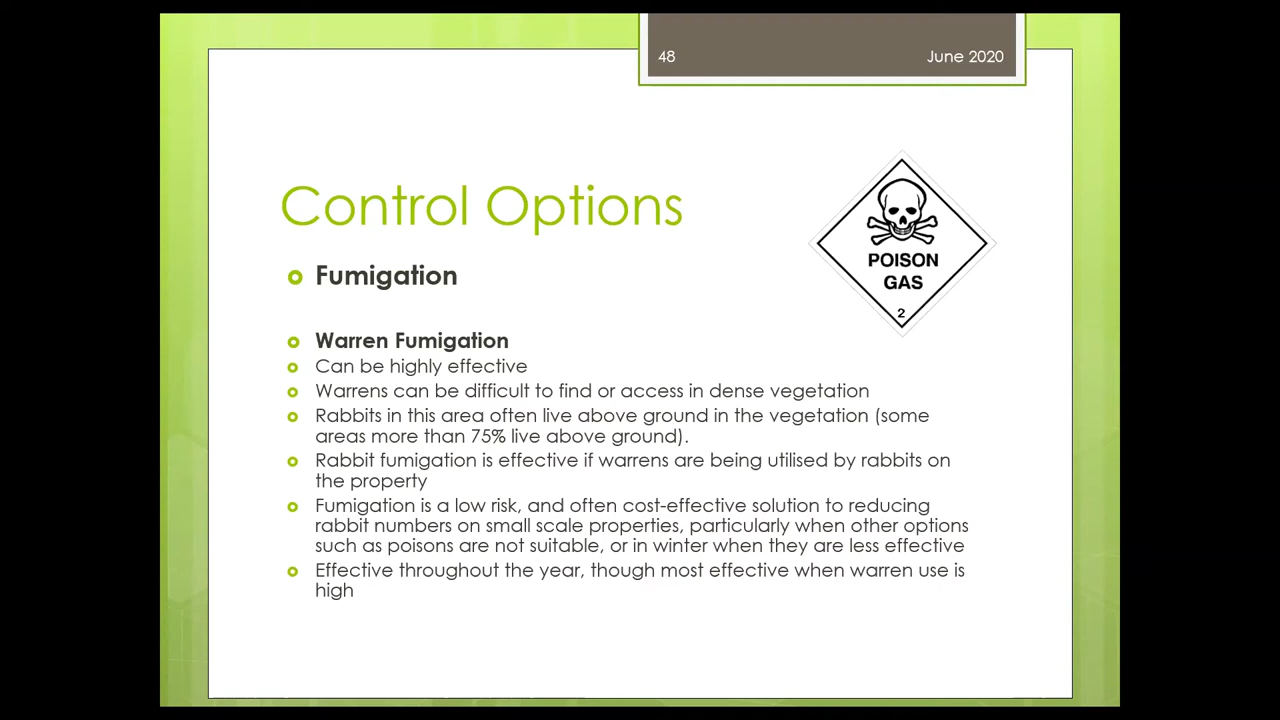 48
June 2020
Control Options
POISON
GAS
2
Fumigation
Warren Fumigation
Can be highly effective
Warrens can be difficult to find or access in dense vegetation
Rabbits in this area often live above ground in the vegetation (some
areas more than 75% live above ground).
Rabbit fumigation is effective if warrens are being utilised by rabbits on
the property
Fumigation is a low risk, and often cost-effective solution to reducing
rabbit numbers on small scale properties, particularly when other options
such as poisons are not suitable, or in winter when they are less effective
Effective throughout the year, though most effective when warren use is
high